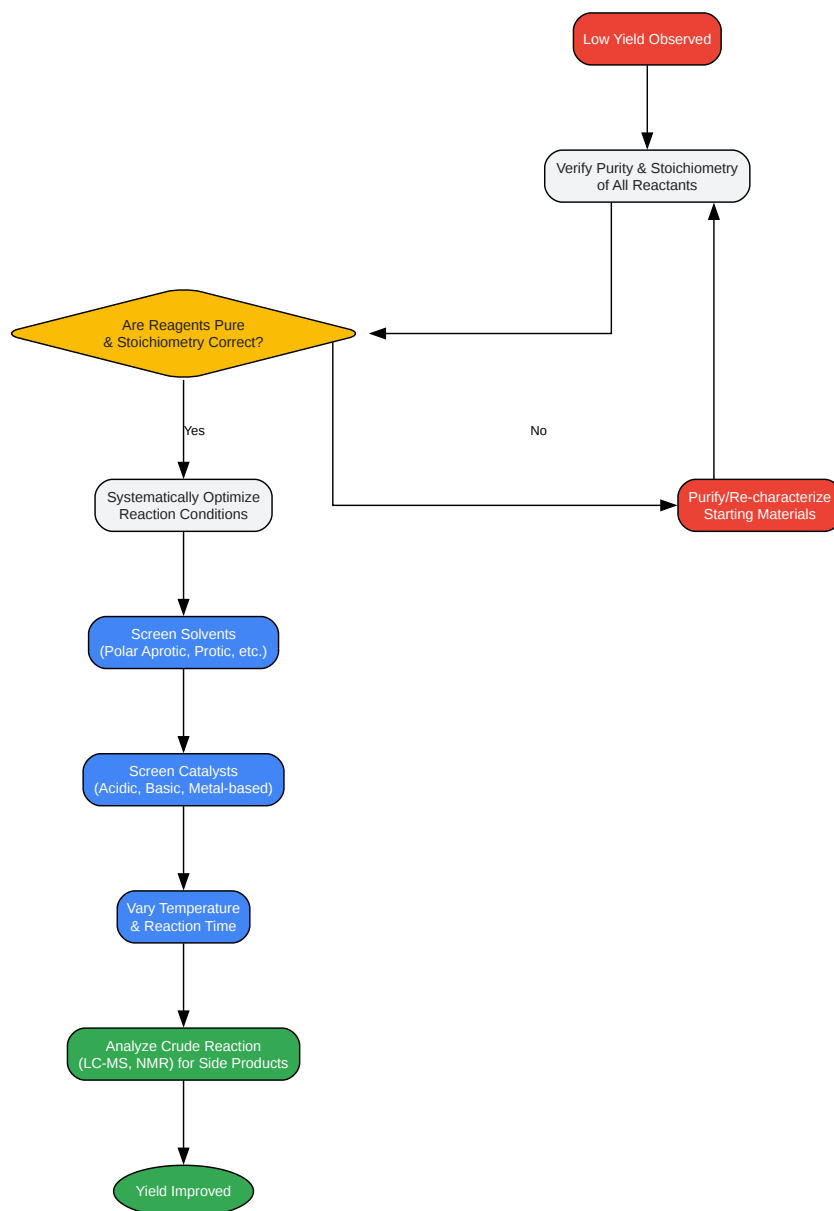 Low Yield Observed
Verify Purity & Stoichiometry
of All Reactants
Are Reagents Pure
& Stoichiometry Correct?
Yes
No
Systematically Optimize
Reaction Conditions
Purify/Re-characterize
Starting Materials
Screen Solvents
(Polar Aprotic, Protic, etc.)
Screen Catalysts
(Acidic, Basic, Metal-based)
Vary Temperature
& Reaction Time
Analyze Crude Reaction
(LC-MS, NMR) for Side Products
Yield Improved